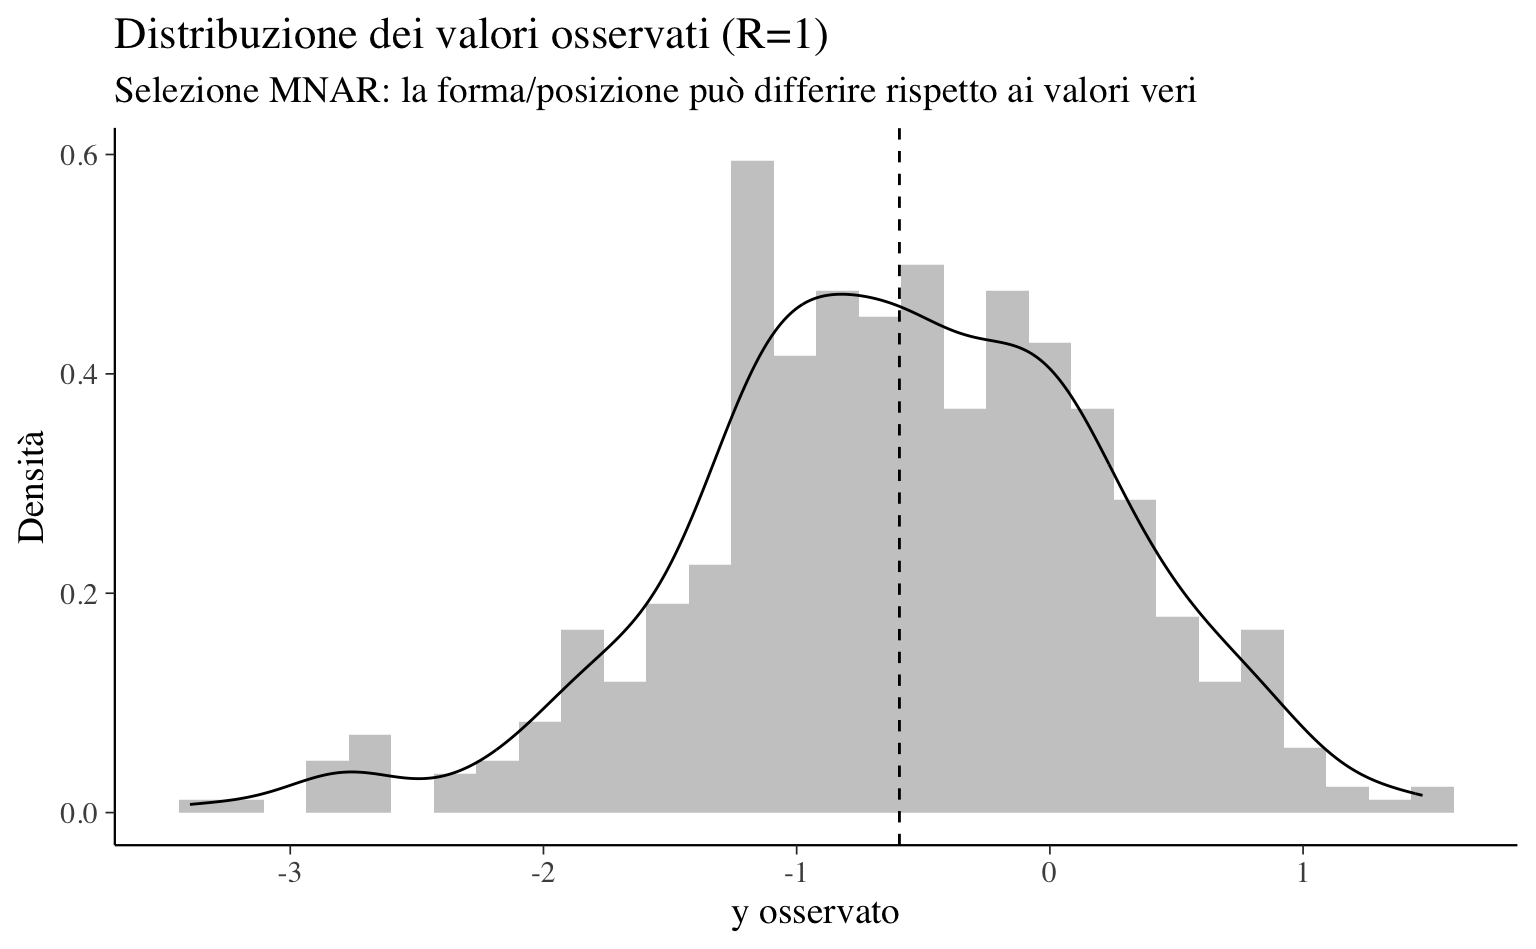 Distribuzione dei valori osservati (R=1)
Selezione MNAR: la forma/posizione può differire rispetto ai valori veri
0.6
0.4
0.2
0.0
Densità
-3
-2
-1
0
1
y osservato